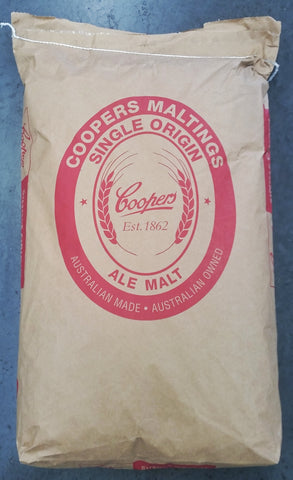 COOPERS MALTINGS
SINGLE ORIGIN
Coopers
Est. 1862
ALE MALT
AUSTRALIAN MADE • AUSTRALIAN OWNED